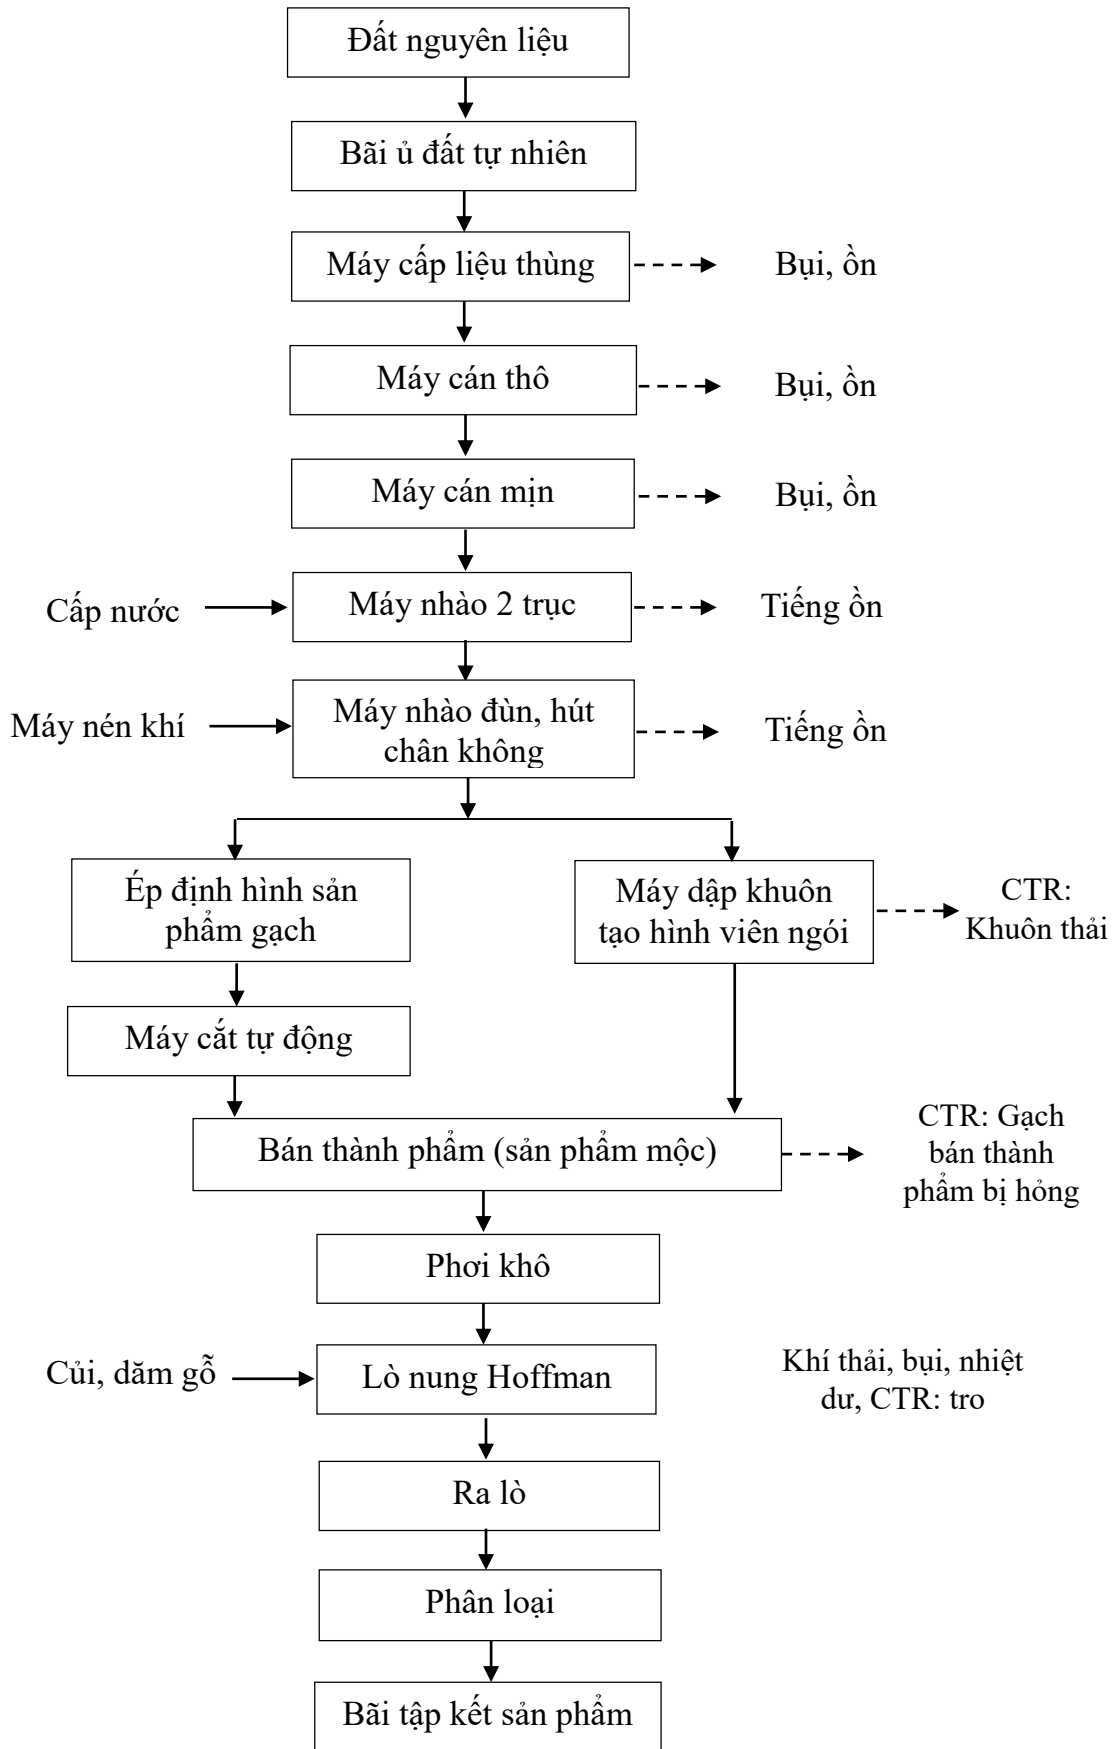 Đất nguyên liệu
Bãi ủ đất tự nhiên
Máy cấp liệu thùng
Bụi, ồn
Máy cán thô
Bụi, ồn
Máy cán mịn
Bụi, ồn
Cấp nước
Máy nhào 2 trục
Tiếng ồn
Máy nén khí
Máy nhào đùn, hút
chân không
Tiếng ồn
Ép định hình sản
phẩm gạch
Máy dập khuôn
tạo hình viên ngói
CTR:
Khuôn thải
Máy cắt tự động
Bán thành phẩm (sản phẩm mộc)
CTR: Gạch
bán thành
phẩm bị hỏng
Phơi khô
Củi, dăm gỗ
Lò nung Hoffman
Khí thải, bụi, nhiệt
dư, CTR: tro
Ra lò
Phân loại
Bãi tập kết sản phẩm